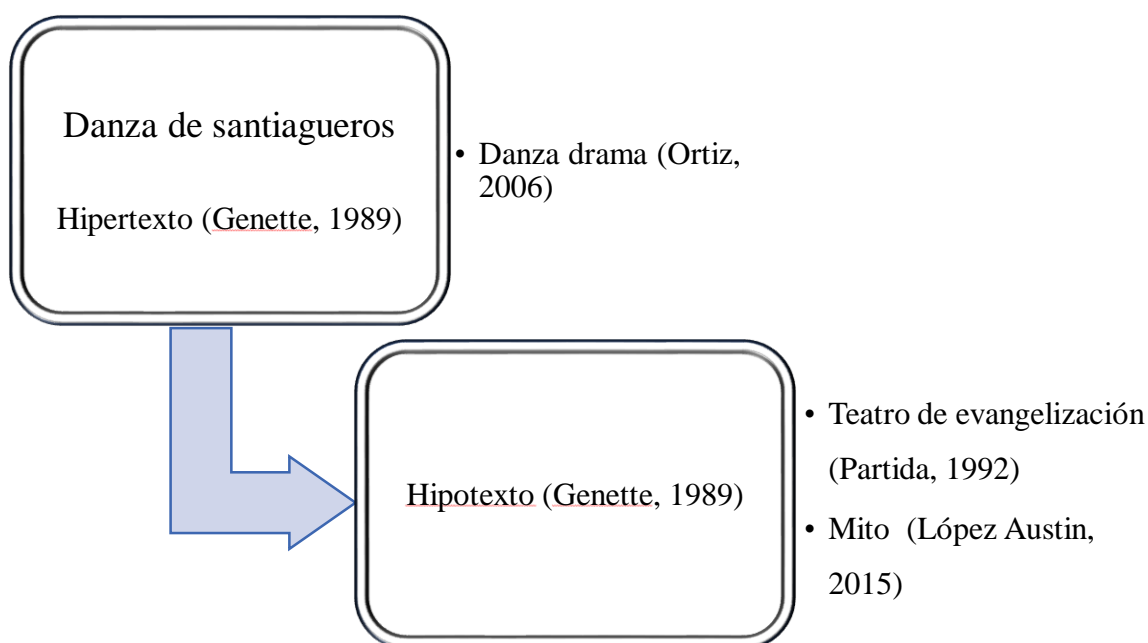 Danza de santiagueros
Hipertexto (Genette, 1989)
• Danza drama (Ortiz,
2006)
Hipotexto (Genette, 1989)
• Teatro de evangelización
(Partida, 1992)
• Mito (López Austin,
2015)